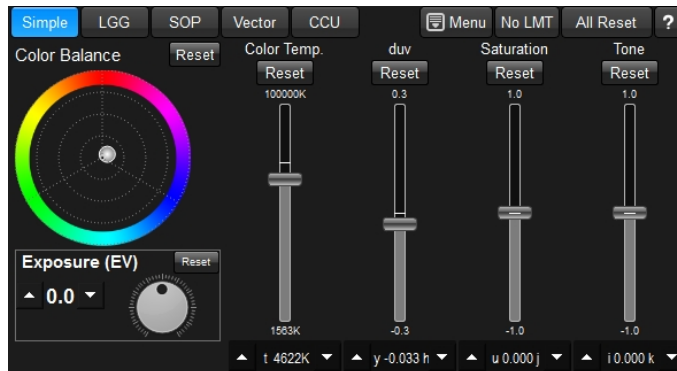 Simple LGG SOP Vector CCU Menu No LMT All Reset ?
Color Balance Reset
Color Temp. duv Saturation Tone
Reset Reset Reset Reset
100000K 0.3 1.0 1.0
Exposure (EV) Reset
0.0
1563K -0.3 -1.0 -1.0
t 4622K y -0.033 h u 0.000 j i 0.000 k